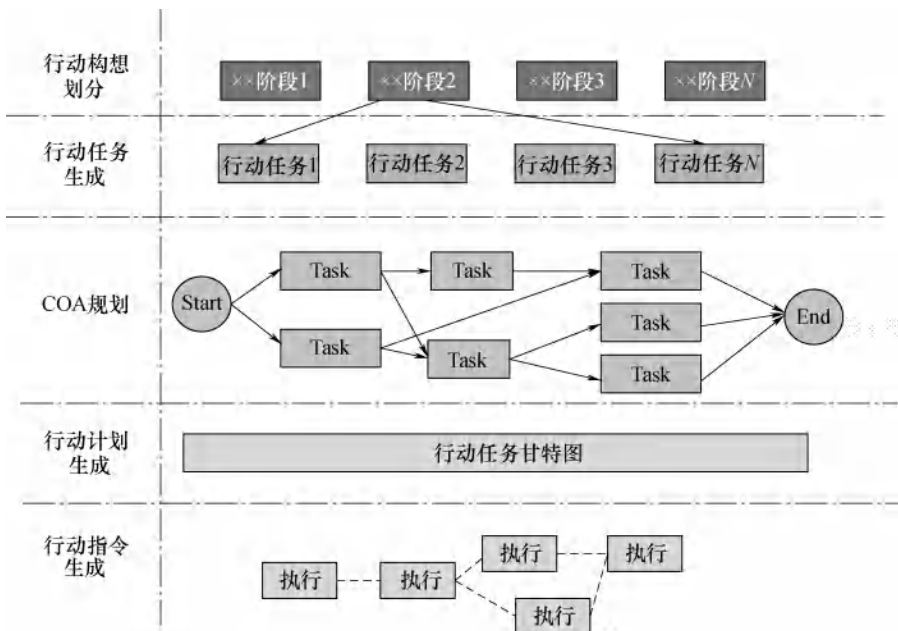 行动构想
划分
××阶段1
××阶段2
××阶段3
××阶段N
行动任务
生成
行动任务1
行动任务2
行动任务3
行动任务N
COA规划
Start
Task
Task
Task
Task
Task
Task
Task
End
行动计划
生成
行动任务甘特图
行动指令
生成
执行
执行
执行
执行
执行